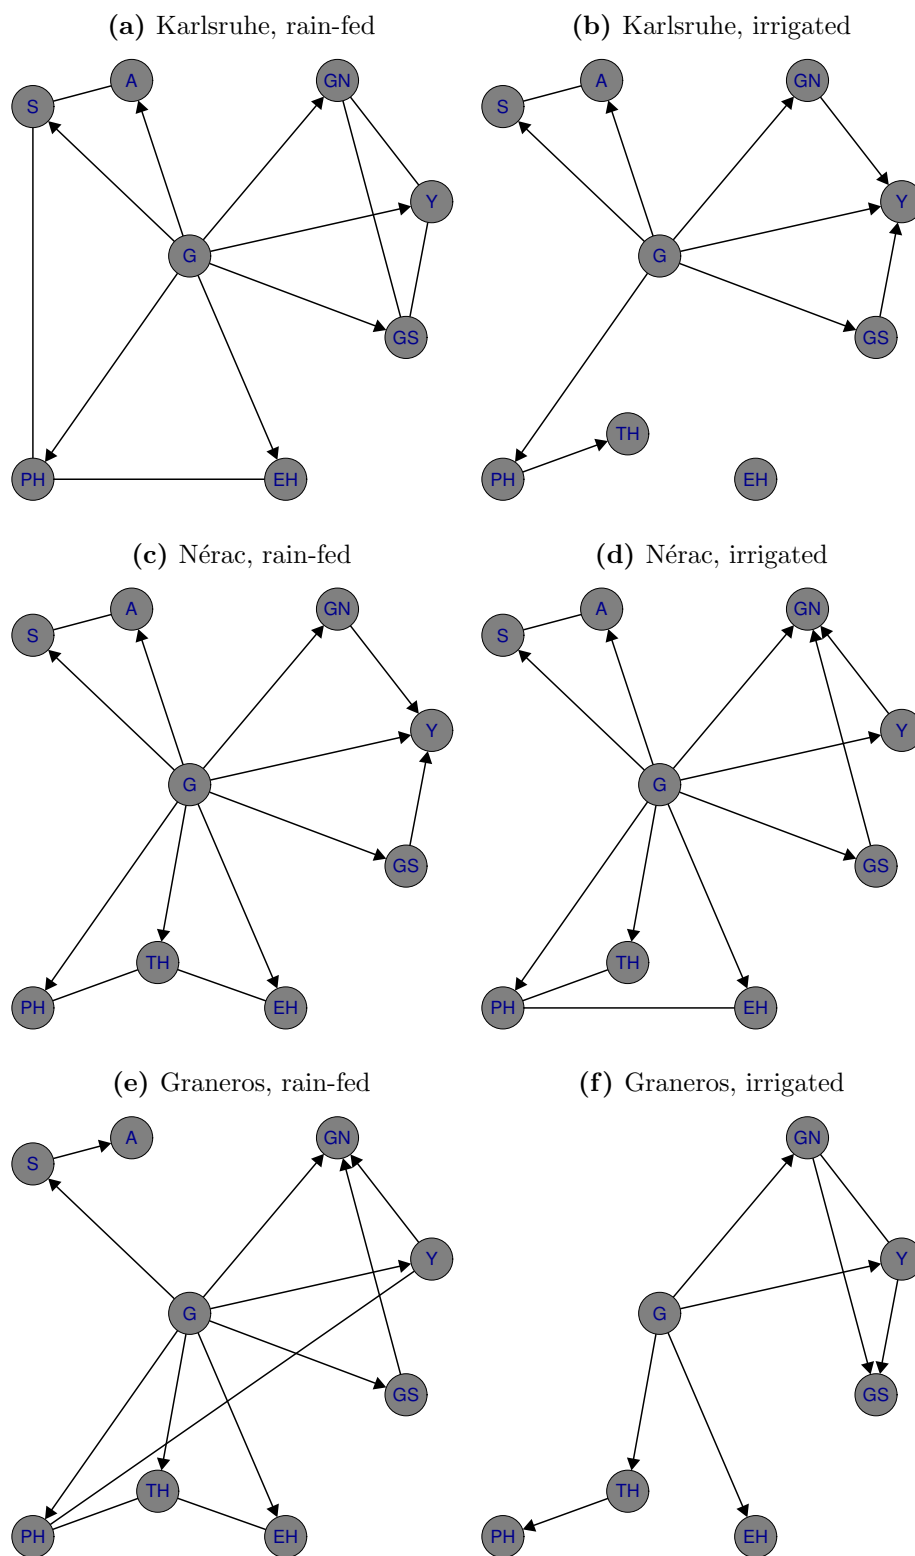 (a) Karlsruhe, rain-fed
(b) Karlsruhe, irrigated
A
GN
S
Y
G
GS
PH
EH
A
GN
S
Y
G
GS
TH
PH
EH
(c) Nérac, rain-fed
(d) Nérac, irrigated
A
GN
S
Y
G
GS
TH
PH
EH
A
GN
S
Y
G
GS
TH
PH
EH
(e) Graneros, rain-fed
(f) Graneros, irrigated
A
GN
S
Y
G
GS
TH
PH
EH
GN
Y
G
GS
TH
PH
EH